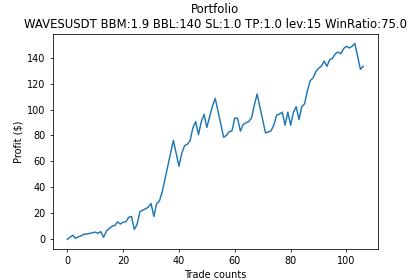 Portfolio
WAVESUSDT BBM:1.9 BBL:140 SL:1.0 TP:1.0 lev:15 WinRatio:75.0
140
120
100
80
60
40
20
0
Profit ($)
0 20 40 60 80 100
Trade counts